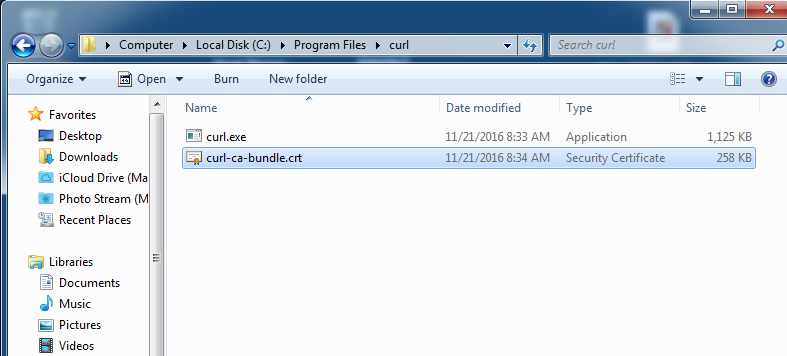 Computer Local Disk (C:) Program Files curl
Search curl
Organize Open Burn New folder
Name Date modified Type Size
Favorites
Desktop
Downloads
iCloud Drive (Ma
Photo Stream (Ma
Recent Places
Libraries
Documents
Music
Pictures
Videos
curl.exe 11/21/2016 8:33 AM Application 1,125 KB
curl-ca-bundle.crt 11/21/2016 8:34 AM Security Certificate 258 KB